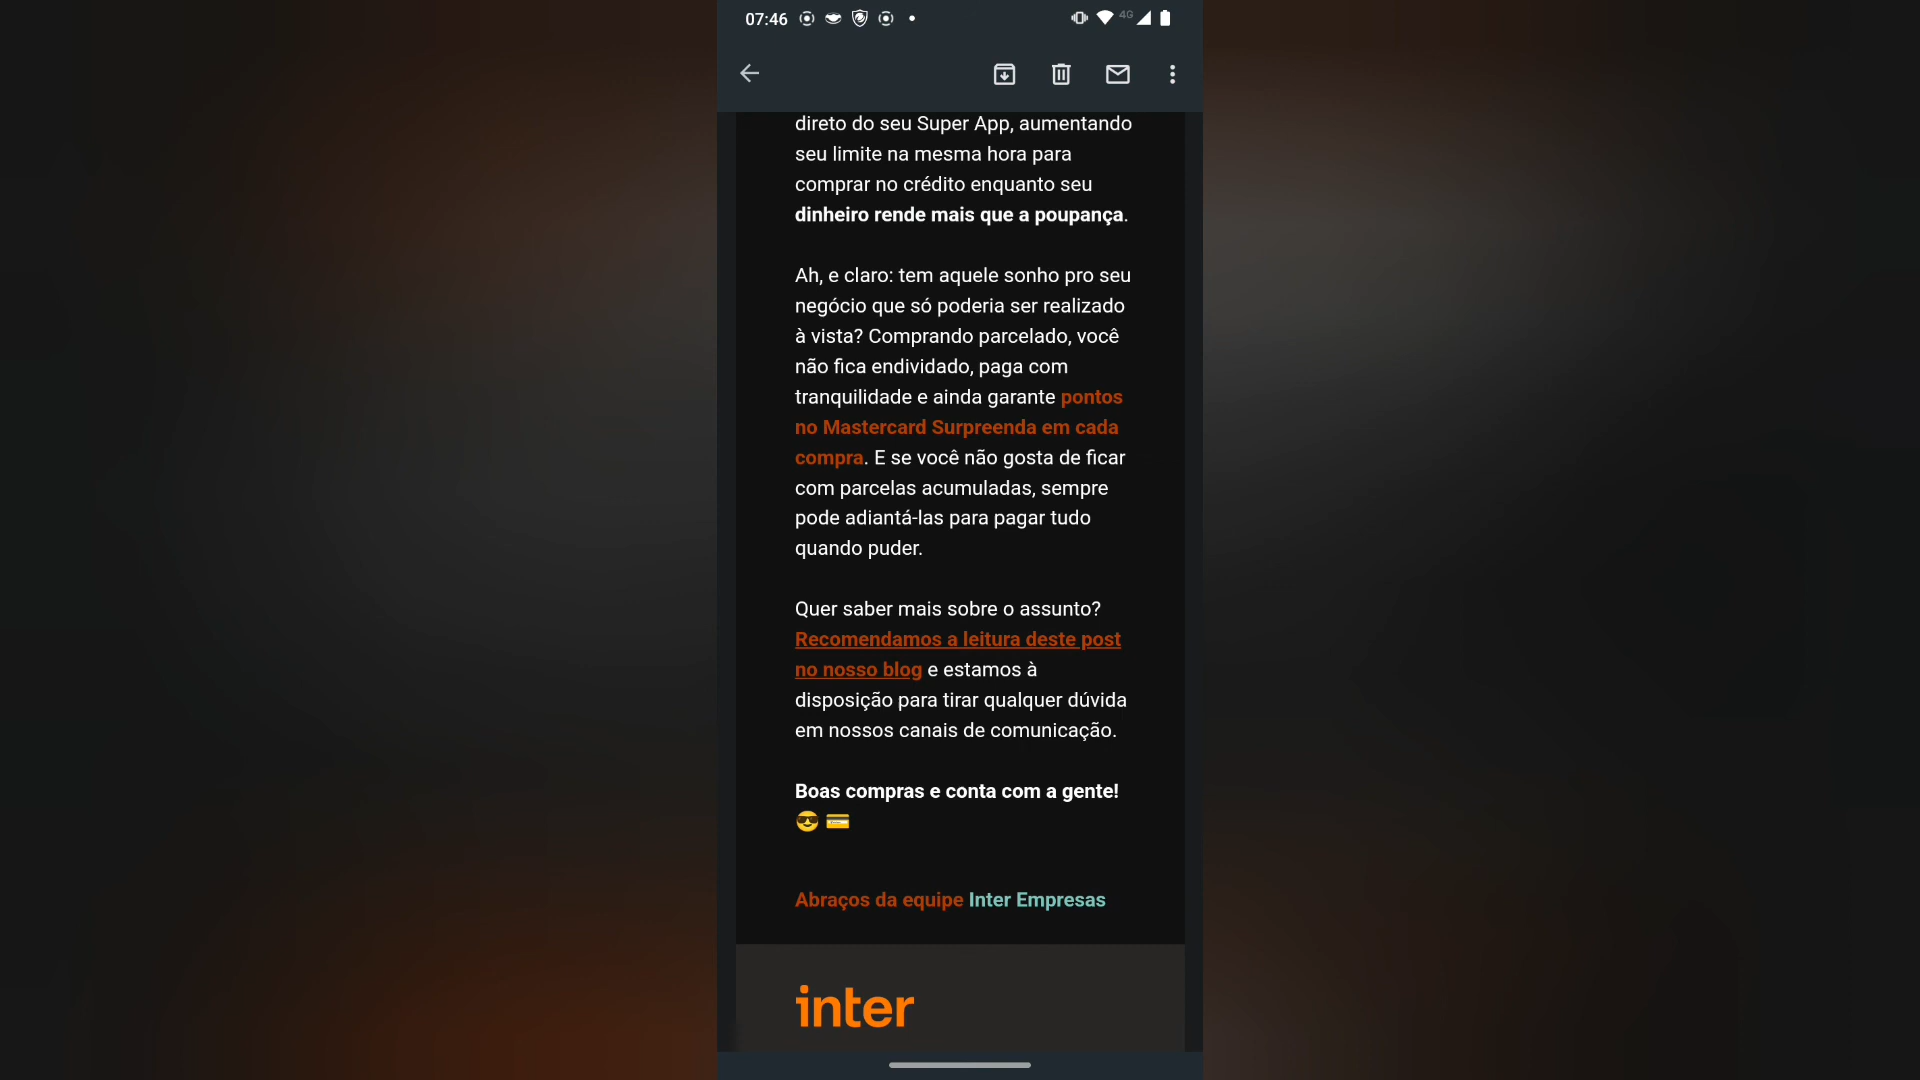 07:46
4G
direto do seu Super App, aumentando
seu limite na mesma hora para
comprar no crédito enquanto seu
dinheiro rende mais que a poupança.
Ah, e claro: tem aquele sonho pro seu
negócio que só poderia ser realizado
à vista? Comprando parcelado, você
não fica endividado, paga com
tranquilidade e ainda garante pontos
no Mastercard Surpreenda em cada
compra. E se você não gosta de ficar
com parcelas acumuladas, sempre
pode adiantá-las para pagar tudo
quando puder.
Quer saber mais sobre o assunto?
Recomendamos a leitura deste post
no nosso blog e estamos à
disposição para tirar qualquer dúvida
em nossos canais de comunicação.
Boas compras e conta com a gente!
😎 💳
Abraços da equipe Inter Empresas
inter